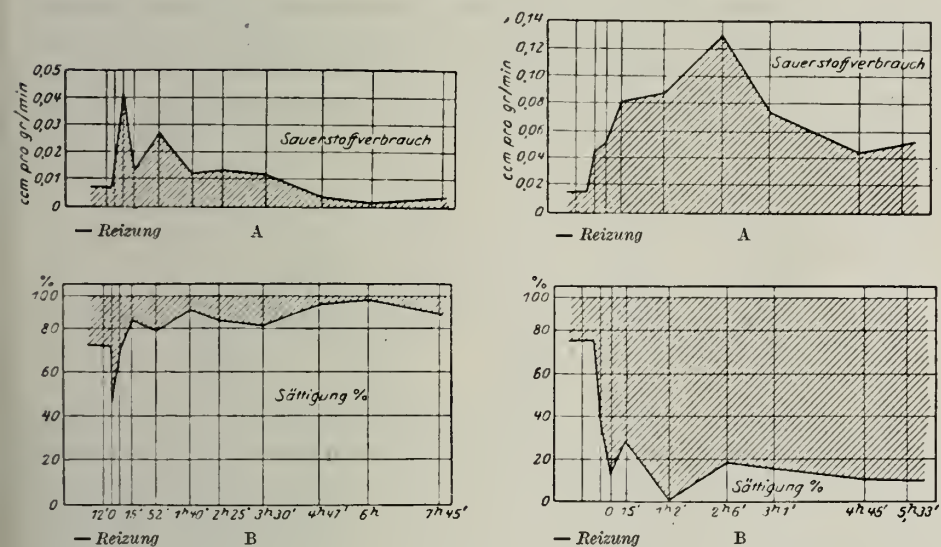 0,05
0,04
0,03
0,02
0,01
0
ccm pro gr/min
Sauerstoffverbrauch
— Reizung A
0,14
0,12
0,10
0,08
0,06
0,04
0,02
0
ccm pro gr/min
Sauerstoffverbrauch
— Reizung A
%
100
80
60
40
20
0
Sättigung %
12' 0 15' 52' 1ʰ40' 2ʰ25' 3ʰ30' 4ʰ47' 6ʰ 7ʰ45'
— Reizung B
%
100
80
60
40
20
0
Sättigung %
0 15' 1ʰ2' 2ʰ6' 3ʰ1' 4ʰ46' 5,ʰ33'
— Reizung B